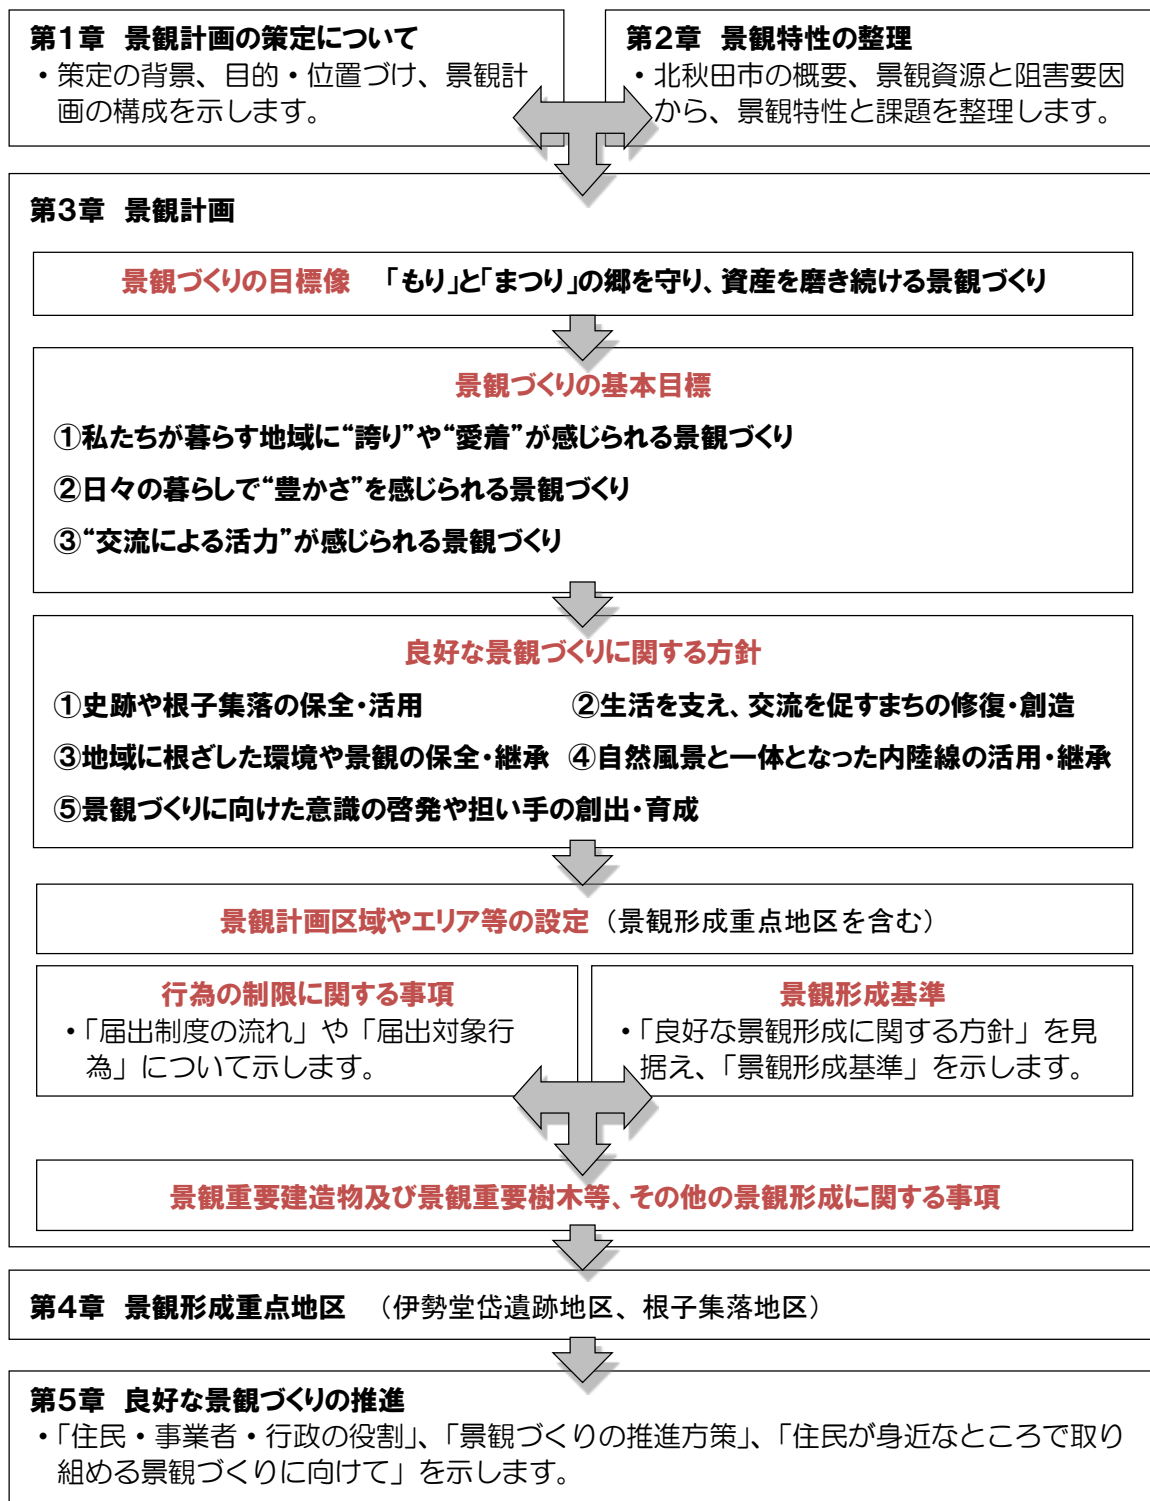 第1章 景観計画の策定について
・策定の背景、目的・位置づけ、景観計
画の構成を示します。
第2章 景観特性の整理
・北秋田市の概要、景観資源と阻害要因
から、景観特性と課題を整理します。
第3章 景観計画
景観づくりの目標像 「もり」と「まつり」の郷を守り、資産を磨き続ける景観づくり
景観づくりの基本目標
①私たちが暮らす地域に“誇り”や“愛着”が感じられる景観づくり
②日々の暮らしで“豊かさ”を感じられる景観づくり
③“交流による活力”が感じられる景観づくり
良好な景観づくりに関する方針
①史跡や根子集落の保全・活用 ②生活を支え、交流を促すまちの修復・創造
③地域に根ざした環境や景観の保全・継承 ④自然風景と一体となった内陸線の活用・継承
⑤景観づくりに向けた意識の啓発や担い手の創出・育成
景観計画区域やエリア等の設定（景観形成重点地区を含む）
行為の制限に関する事項
・「届出制度の流れ」や「届出対象行
為」について示します。
景観形成基準
・「良好な景観形成に関する方針」を見
据え、「景観形成基準」を示します。
景観重要建造物及び景観重要樹木等、その他の景観形成に関する事項
第4章 景観形成重点地区 （伊勢堂岱遺跡地区、根子集落地区）
第5章 良好な景観づくりの推進
・「住民・事業者・行政の役割」、「景観づくりの推進方策」、「住民が身近なところで取り
組める景観づくりに向けて」を示します。